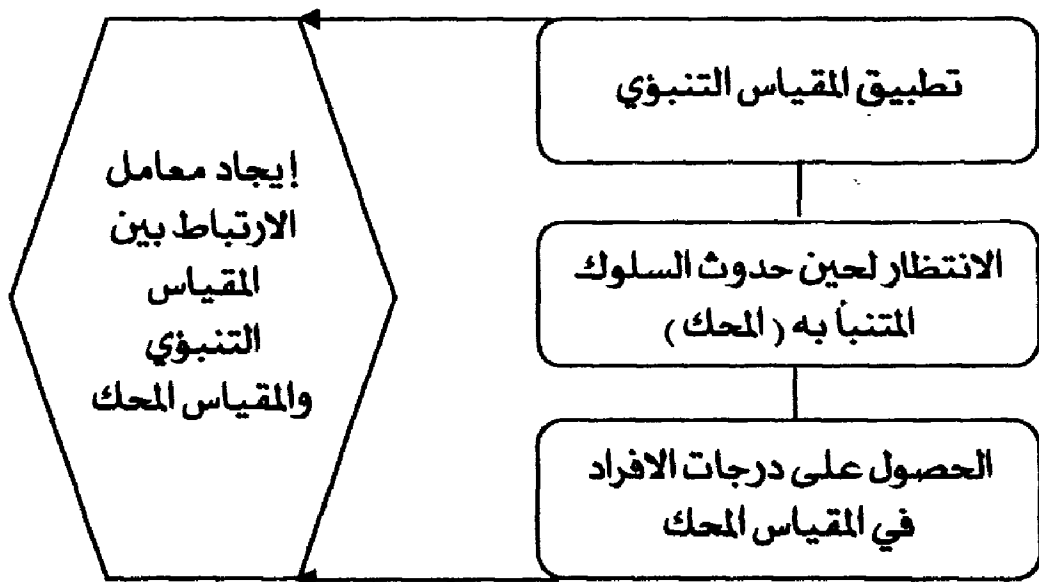 تطبيق المقياس التنبؤي
الانتظار لحين حدوث السلوك
المتنبأ به (المحك)
الحصول على درجات الافراد
في المقياس المحك
إيجاد معامل
الارتباط بين
المقياس
التنبؤي
والمقياس المحك